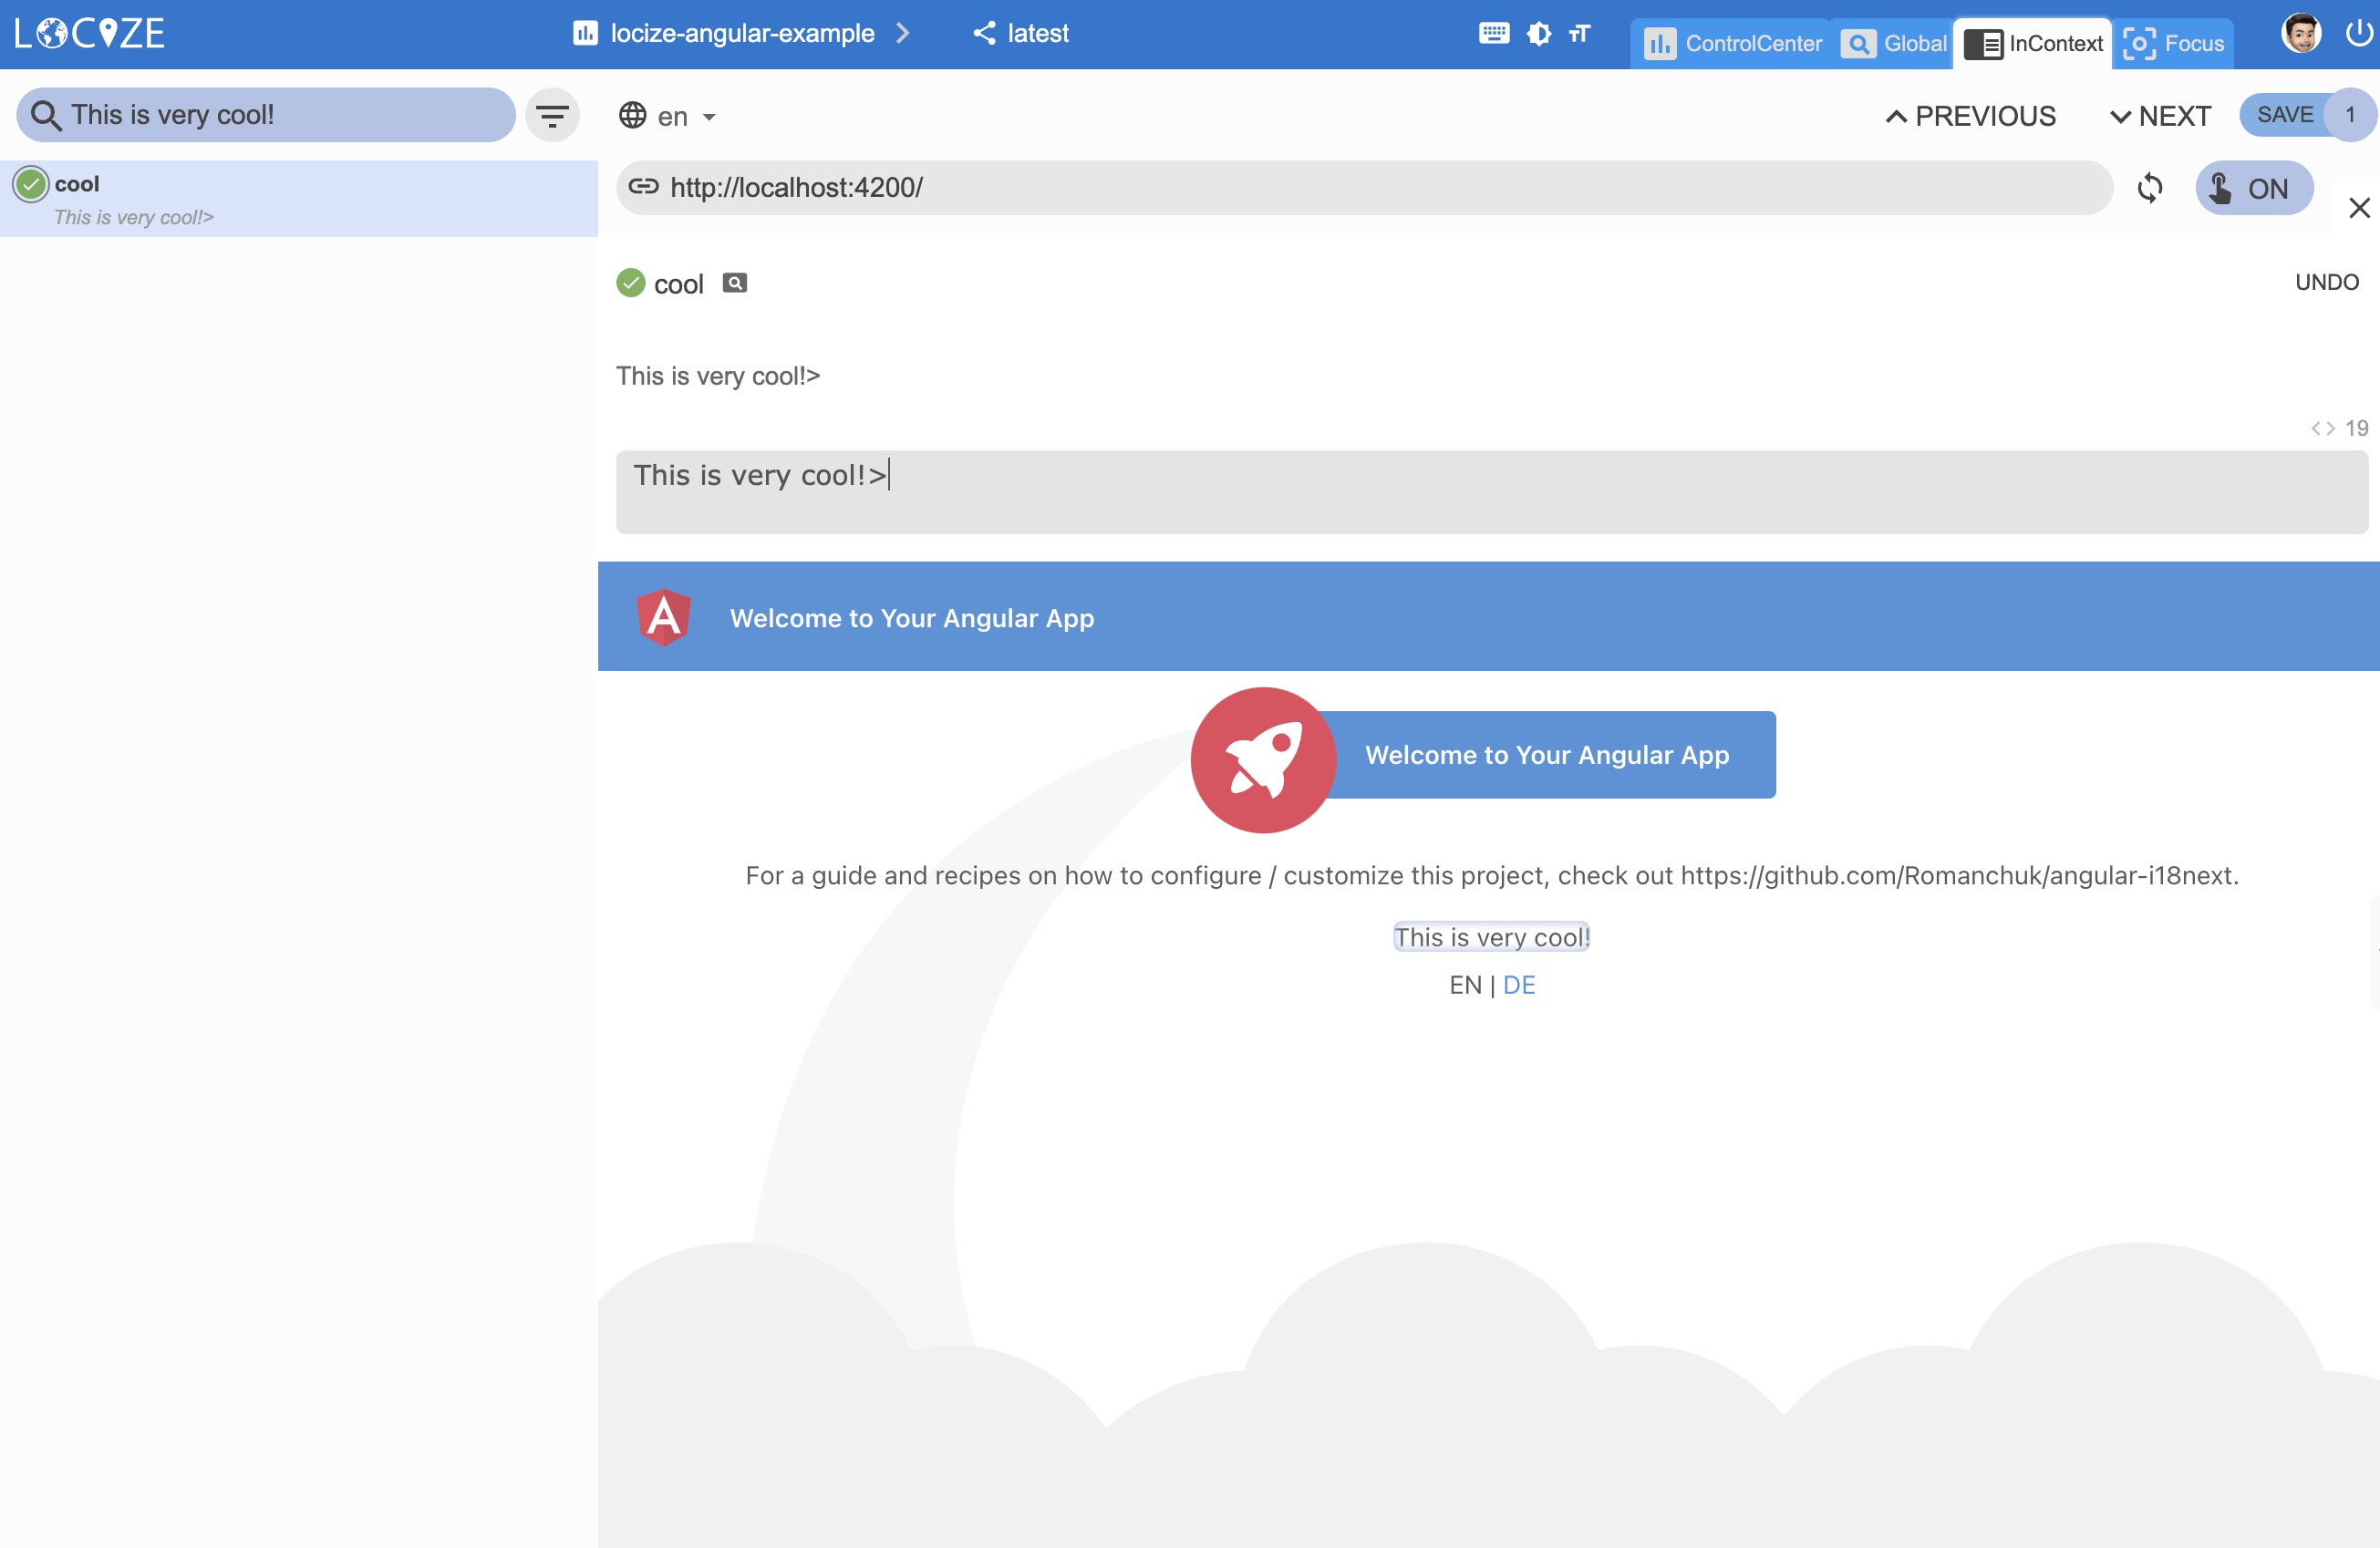 LOCIZE
locize-angular-example
latest
ControlCenter
Global
InContext
Focus
This is very cool!
en
PREVIOUS
NEXT
SAVE 1
cool
This is very cool!>
http://localhost:4200/
ON
cool
UNDO
This is very cool!>
<> 19
This is very cool!>
Welcome to Your Angular App
Welcome to Your Angular App
For a guide and recipes on how to configure / customize this project, check out https://github.com/Romanchuk/angular-i18next.
This is very cool!
EN | DE